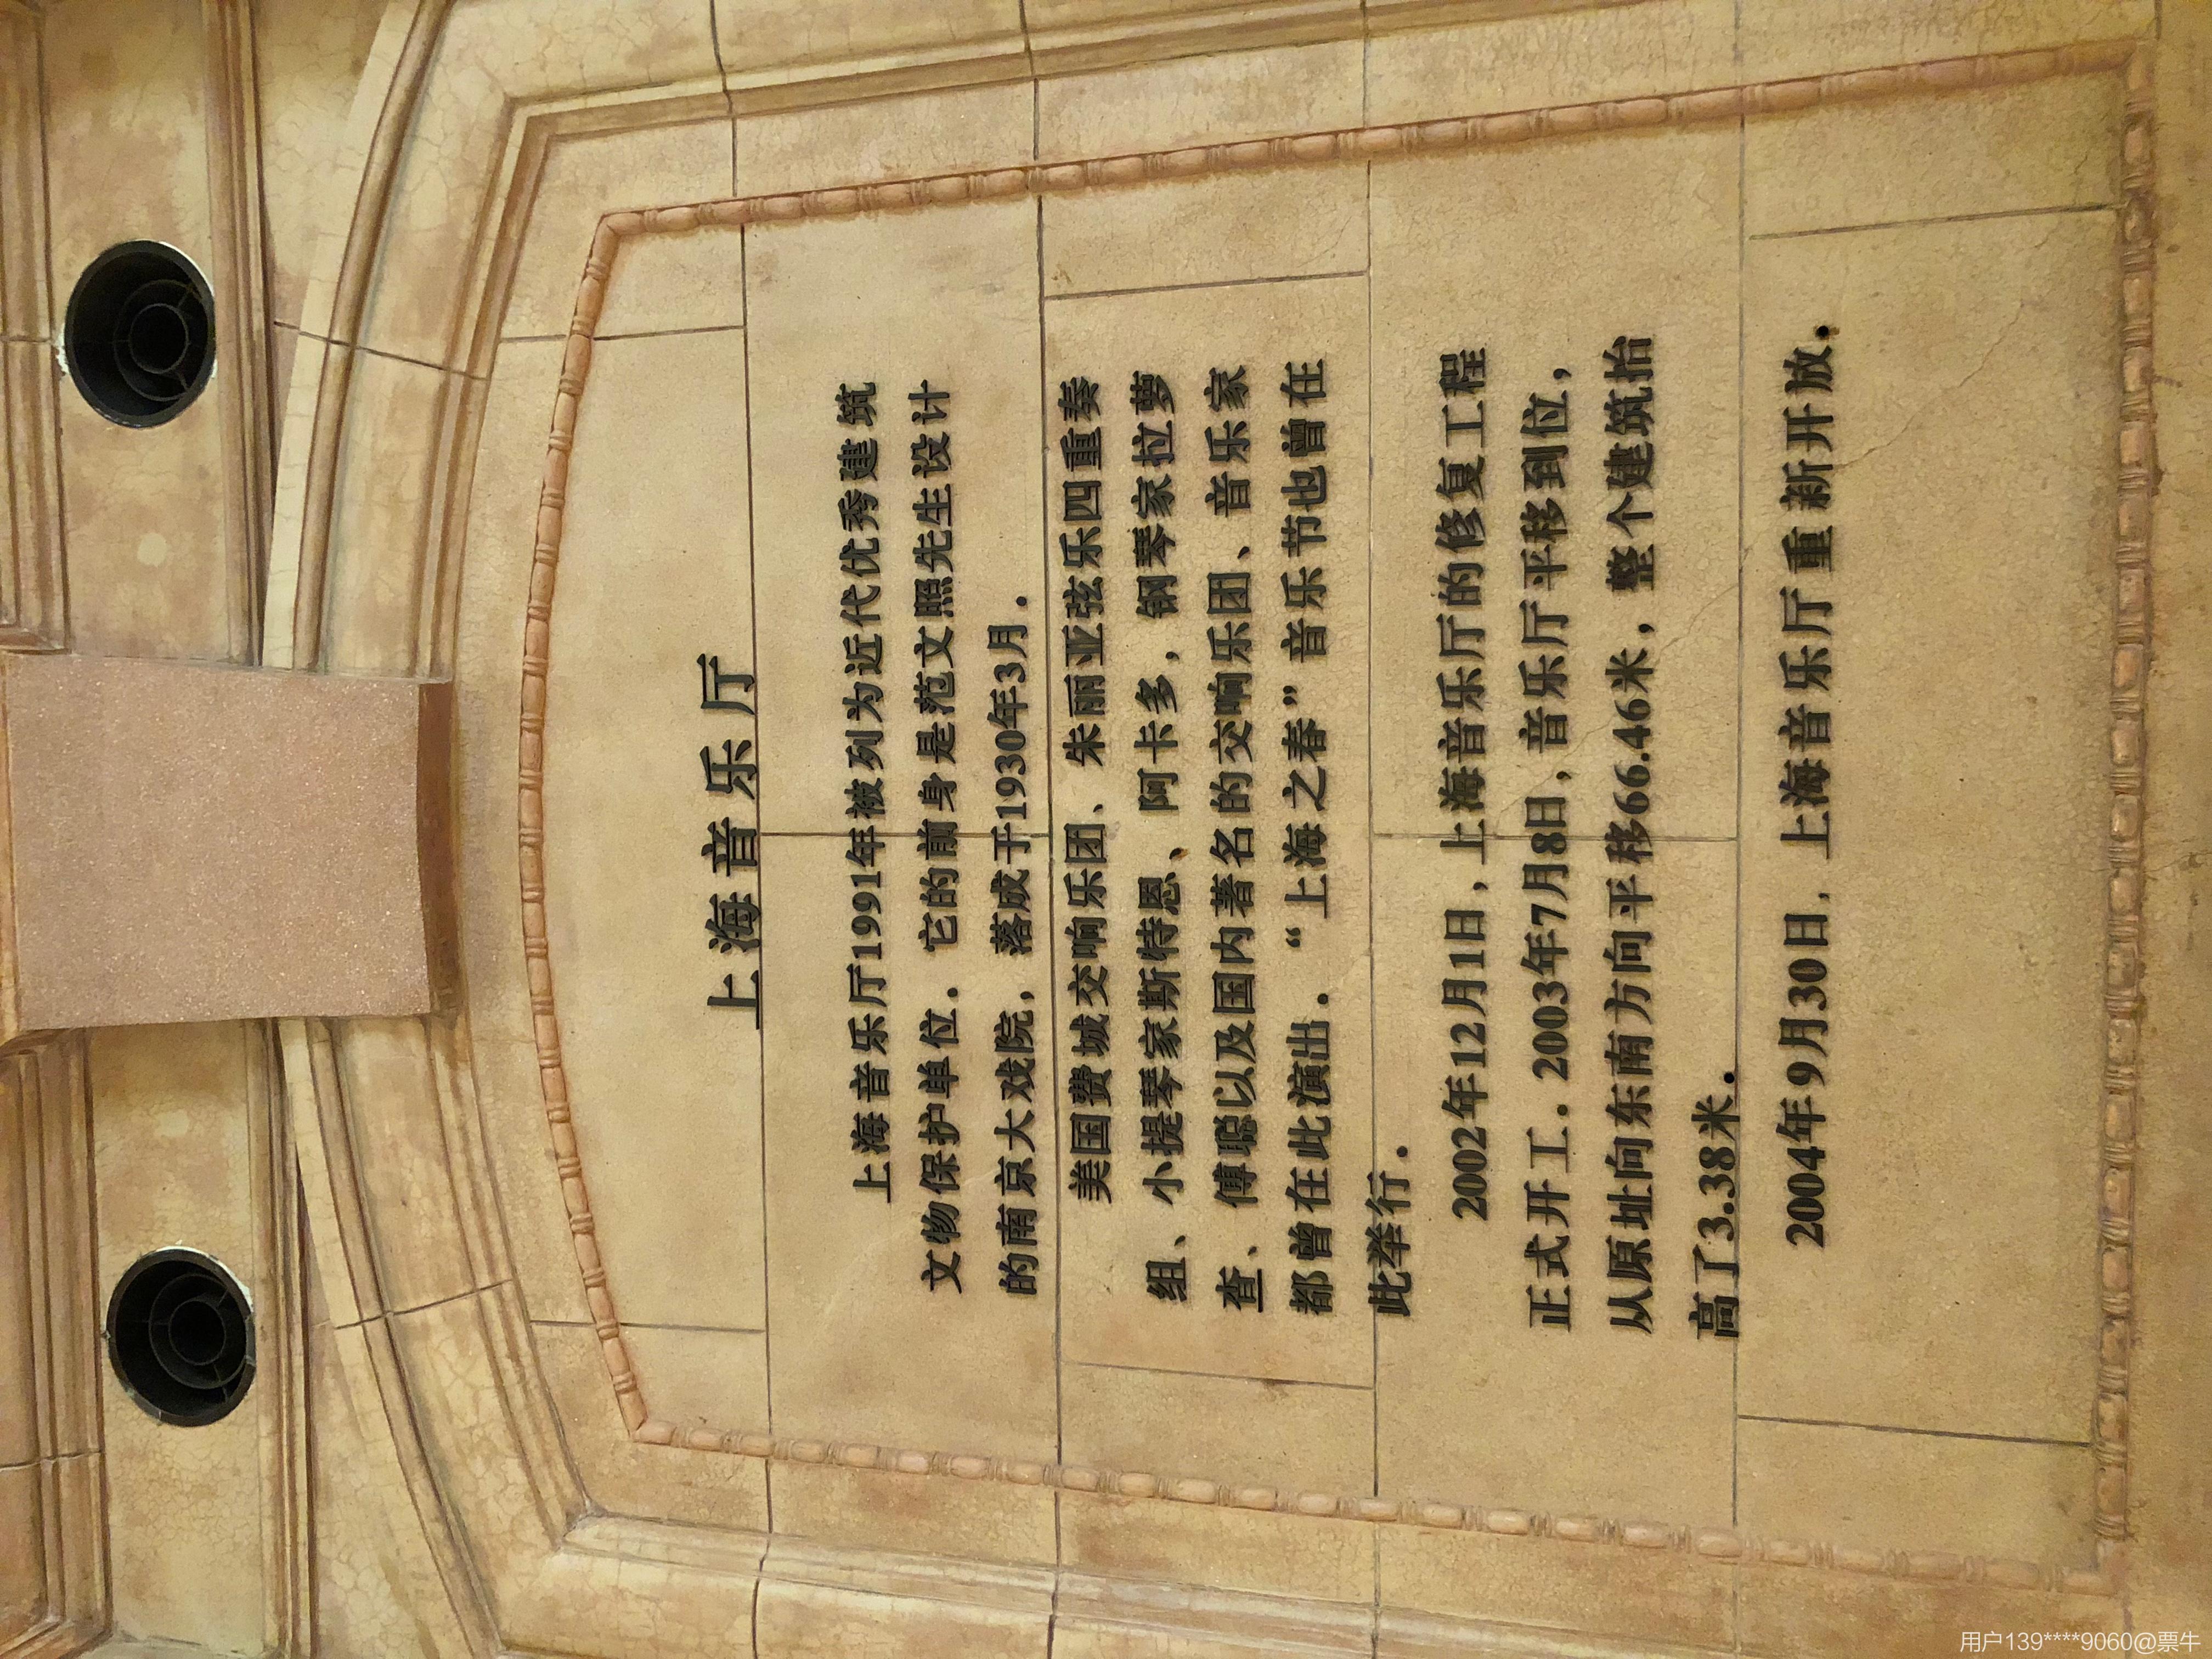 上海音乐厅
上海音乐厅1991年被列为近代优秀建筑
文物保护单位．它的前身是范文照先生设计
的南京大戏院，落成于1930年3月．
美国费城交响乐团、朱丽亚弦乐四重奏
组、小提琴家斯特恩、阿卡多，钢琴家拉萝
查、傅聪以及国内著名的交响乐团、音乐家
都曾在此演出．“上海之春”音乐节也曾在
此举行．
2002年12月1日，上海音乐厅的修复工程
正式开工．2003年7月8日，音乐厅平移到位，
从原址向东南方向平移66.46米，整个建筑抬
高了3.38米．
2004年9月30日，上海音乐厅重新开放．
用户139****9060@票牛